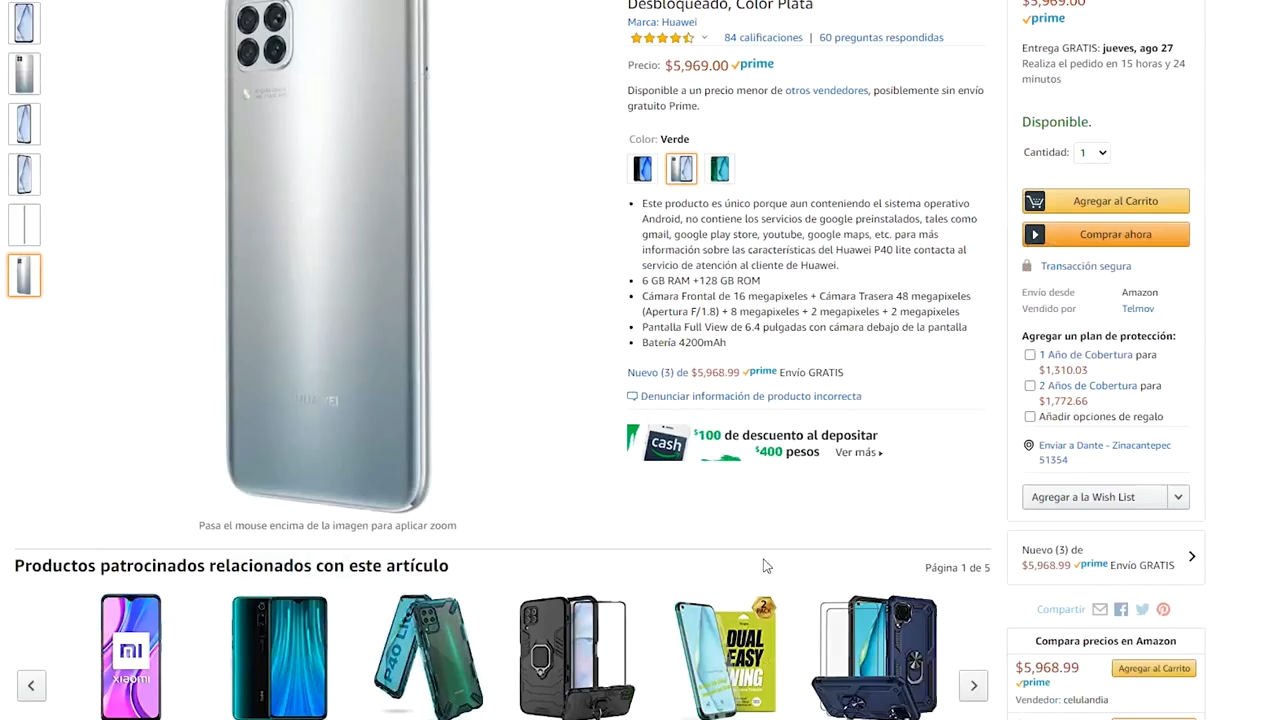 Desbloqueado, Color Plata
Marca: Huawei
84 calificaciones | 60 preguntas respondidas
Precio: $5,969.00 prime
Disponible a un precio menor de otros vendedores, posiblemente sin envío
gratuito Prime.
Color: Verde
Este producto es único porque aun conteniendo el sistema operativo
Android, no contiene los servicios de google preinstalados, tales como
gmail, google play store, youtube, google maps, etc. para más
información sobre las características del Huawei P40 lite contacta al
servicio de atención al cliente de Huawei.
6 GB RAM +128 GB ROM
Cámara Frontal de 16 megapixeles + Cámara Trasera 48 megapixeles
(Apertura F/1.8) + 8 megapixeles + 2 megapixeles + 2 megapixeles
Pantalla Full View de 6.4 pulgadas con cámara debajo de la pantalla
Batería 4200mAh
Nuevo (3) de $5,968.99 prime Envío GRATIS
Denunciar información de producto incorrecta
cash
$100 de descuento al depositar
$400 pesos Ver más
HUAWEI
Pasa el mouse encima de la imagen para aplicar zoom
$5,969.00
prime
Entrega GRATIS: jueves, ago 27
Realiza el pedido en 15 horas y 24
minutos
Disponible.
Cantidad: 1
Agregar al Carrito
Comprar ahora
Transacción segura
Envío desde Amazon
Vendido por Telmov
Agregar un plan de protección:
1 Año de Cobertura para
$1,310.03
2 Años de Cobertura para
$1,772.66
Añadir opciones de regalo
Enviar a Dante - Zinacantepec
51354
Agregar a la Wish List
Nuevo (3) de
$5,968.99 prime Envío GRATIS
Compartir
Compara precios en Amazon
$5,968.99
Agregar al Carrito
prime
Vendedor: celulandia
Productos patrocinados relacionados con este artículo
Página 1 de 5
mi
xiaomi
P40 Lite
2
PACK
DUAL
EASY
WING